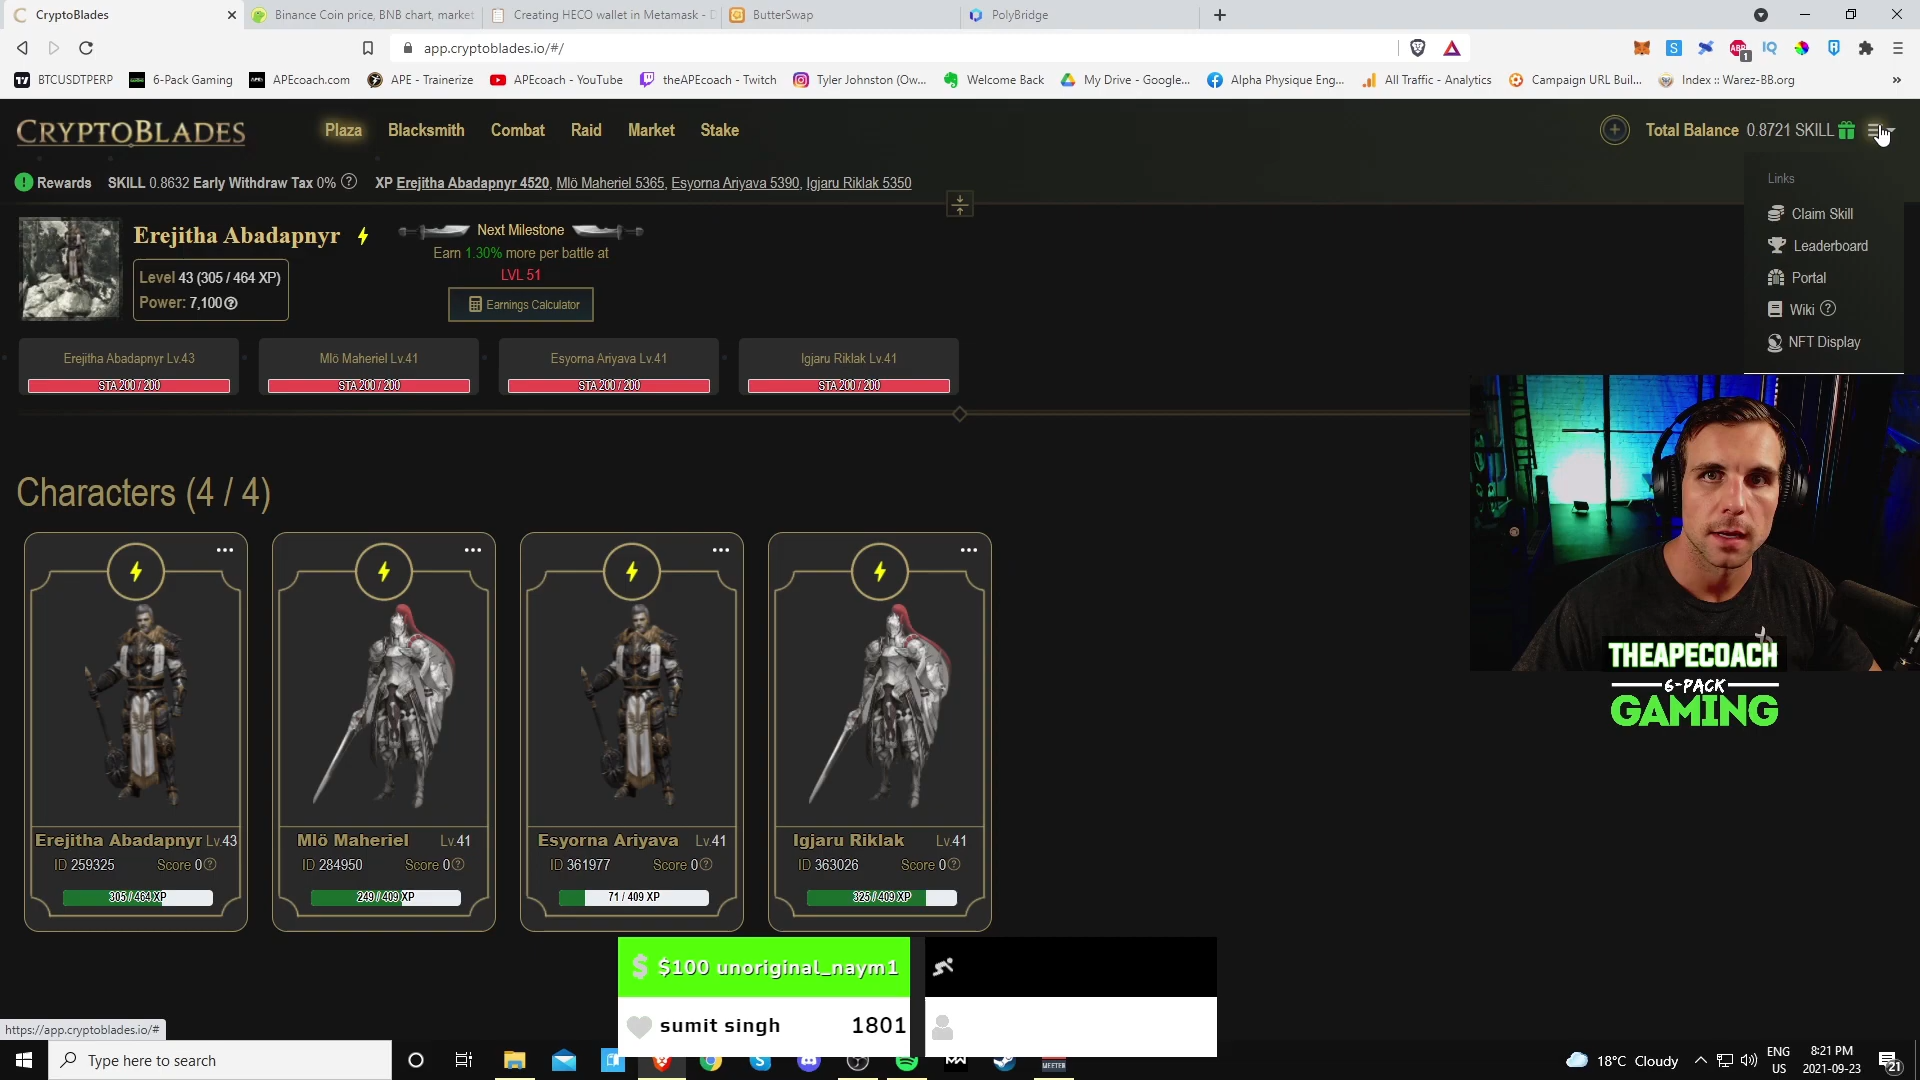 CryptoBlades
Binance Coin price, BNB chart, market
Creating HECO wallet in Metamask - D
ButterSwap
PolyBridge
app.cryptoblades.io/#/
BTCUSDTPERP
6-Pack Gaming
APEcoach.com
APE - Trainerize
APEcoach - YouTube
theAPEcoach - Twitch
Tyler Johnston (Ow...
Welcome Back
My Drive - Google...
Alpha Physique Eng...
All Traffic - Analytics
Campaign URL Buil...
Index :: Warez-BB.org
CRYPTOBLADES
Plaza
Blacksmith
Combat
Raid
Market
Stake
Total Balance 0.8721 SKILL
Rewards SKILL 0.8632 Early Withdraw Tax 0% XP Erejitha Abadapnyr 4520, Mlö Maheriel 5365, Esyorna Ariyava 5390, Igjaru Riklak 5350
Links
Claim Skill
Leaderboard
Portal
Wiki
NFT Display
Erejitha Abadapnyr
Level 43 (305 / 464 XP)
Power: 7,100
Next Milestone
Earn 1.30% more per battle at
LVL 51
Earnings Calculator
Erejitha Abadapnyr Lv.43
STA 200 / 200
Mlö Maheriel Lv.41
STA 200 / 200
Esyorna Ariyava Lv.41
STA 200 / 200
Igjaru Riklak Lv.41
STA 200 / 200
Characters (4 / 4)
Erejitha Abadapnyr Lv.43
ID 259325 Score 0
305 / 464 XP
Mlö Maheriel Lv.41
ID 284950 Score 0
249 / 409 XP
Esyorna Ariyava Lv.41
ID 361977 Score 0
71 / 409 XP
Igjaru Riklak Lv.41
ID 363026 Score 0
325 / 409 XP
THEAPECOACH
6-PACK
GAMING
$100 unoriginal_naym1
sumit singh 1801
https://app.cryptoblades.io/#
Type here to search
18°C Cloudy
ENG
US
8:21 PM
2021-09-23
21